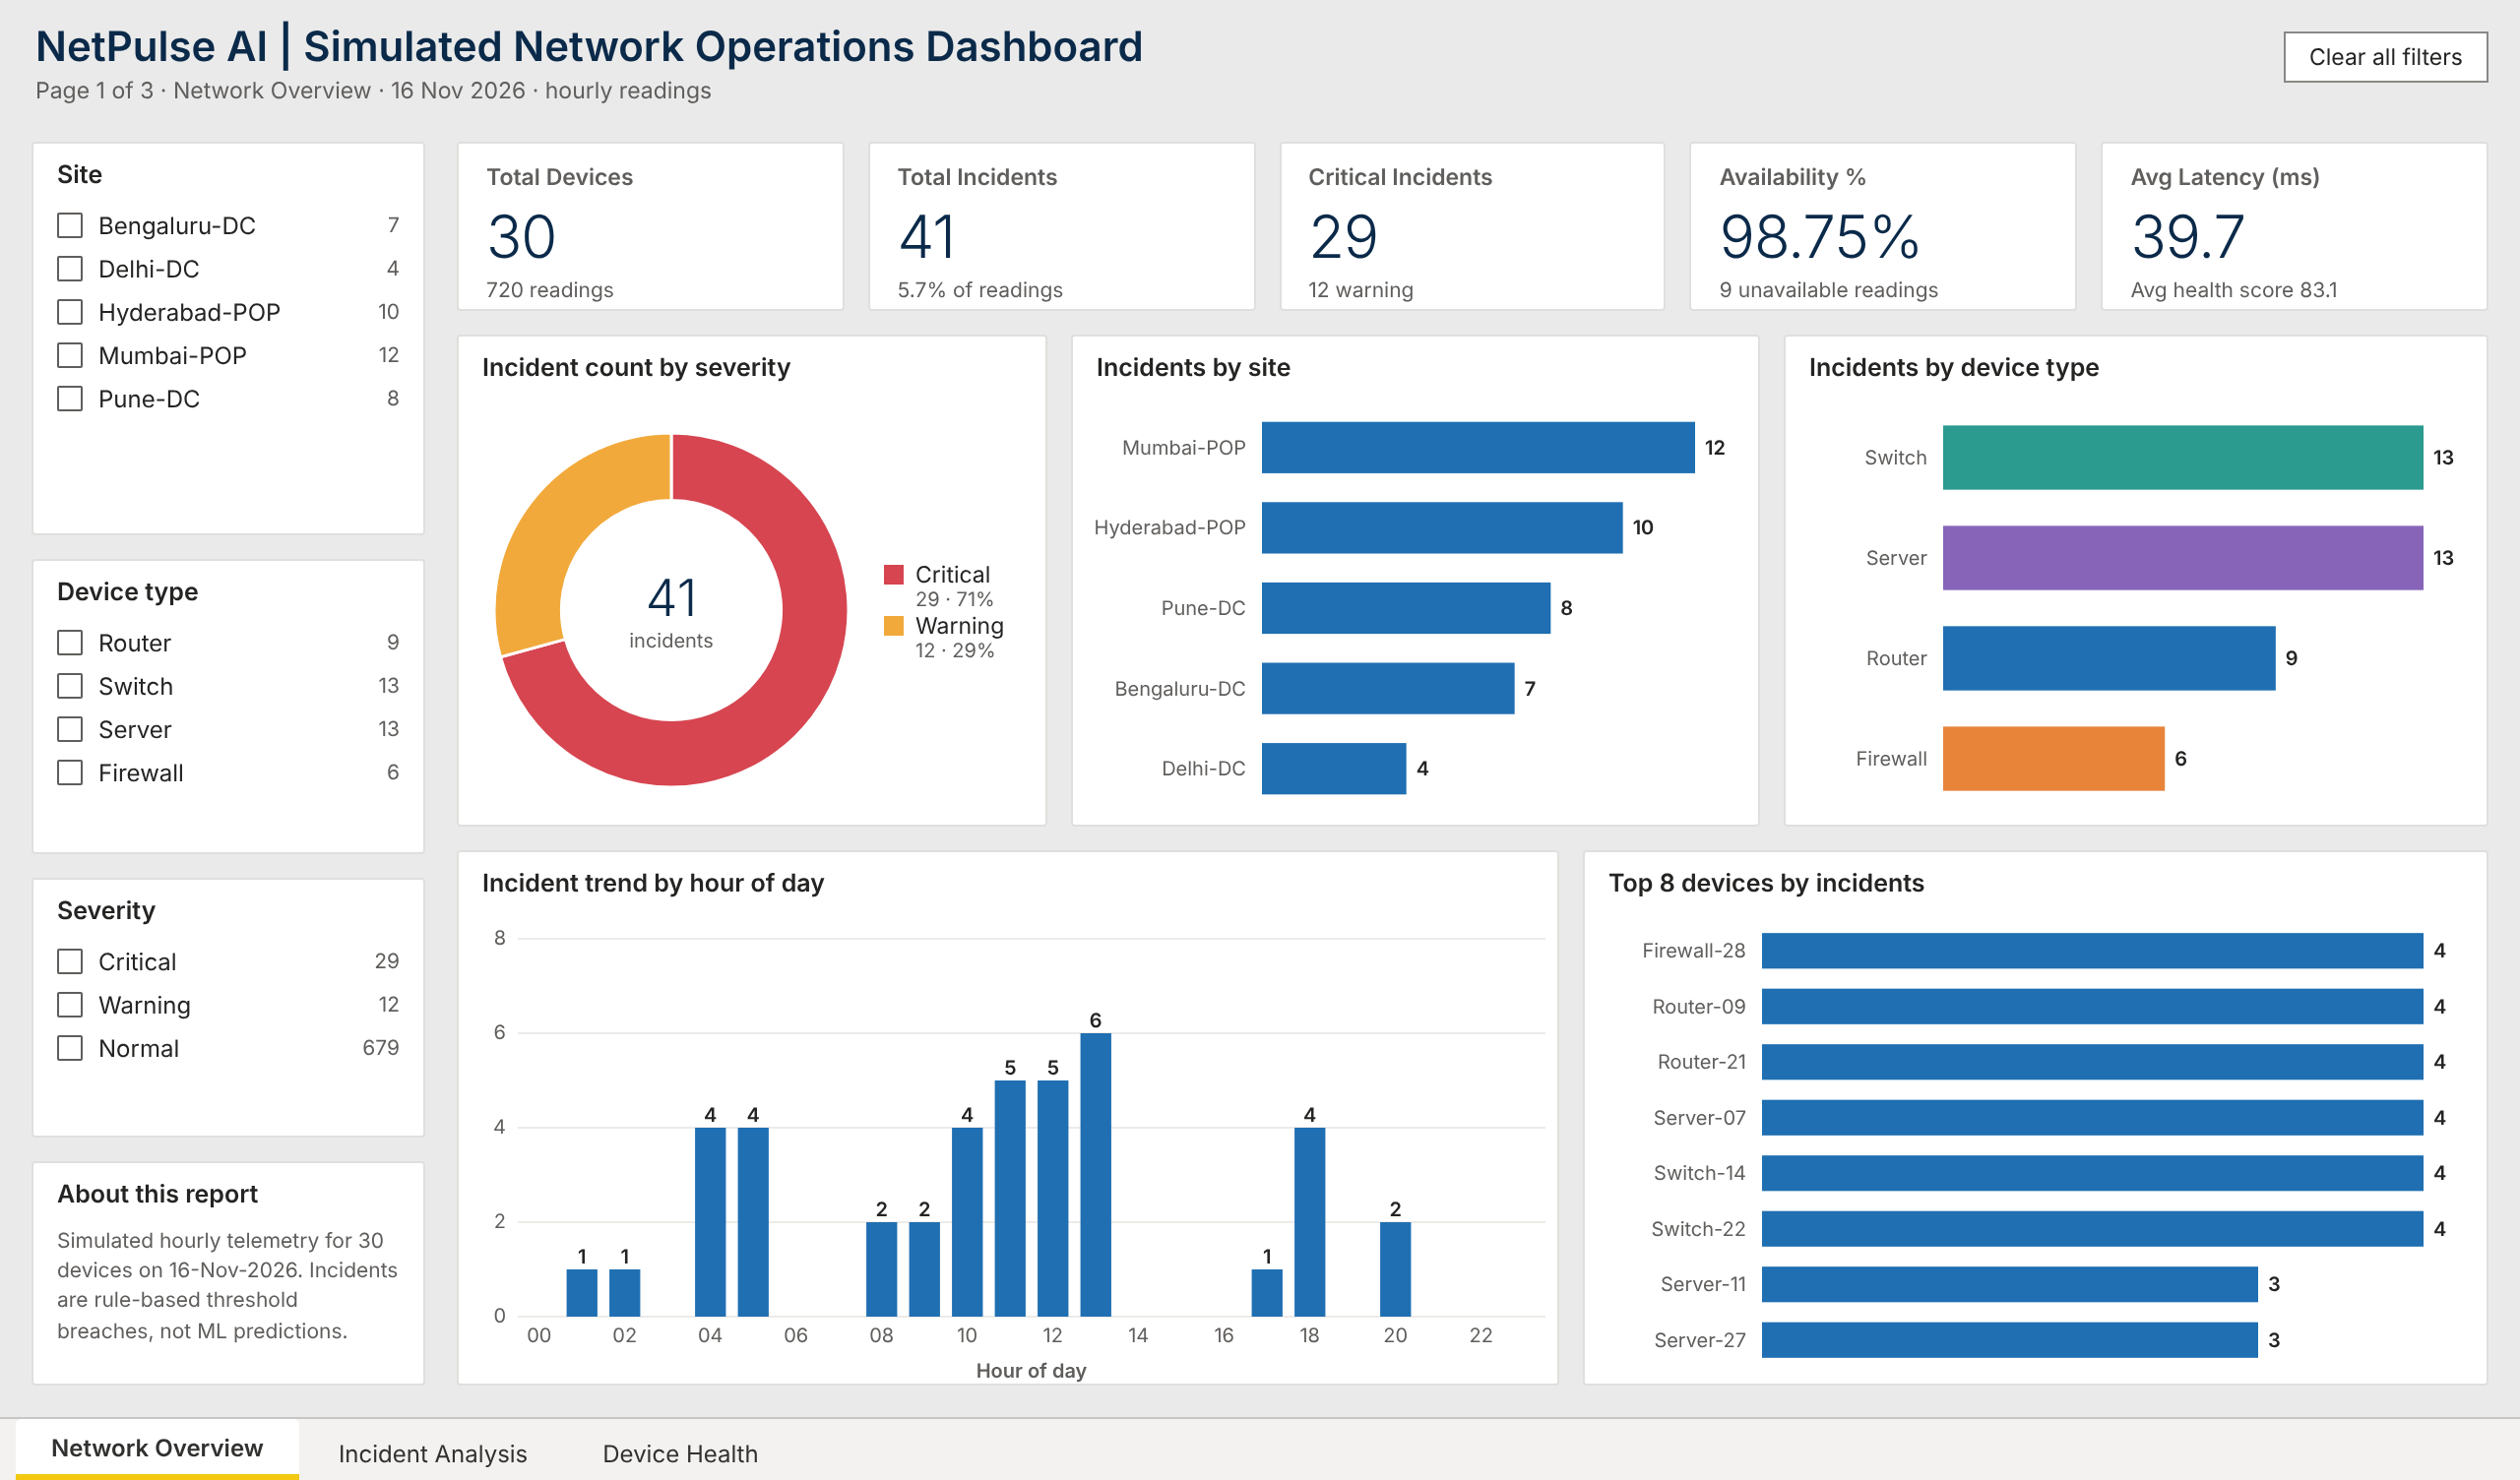 NetPulse AI | Simulated Network Operations Dashboard
Page 1 of 3 · Network Overview · 16 Nov 2026 · hourly readings
Clear all filters
Site
Bengaluru-DC 7
Delhi-DC 4
Hyderabad-POP 10
Mumbai-POP 12
Pune-DC 8
Device type
Router 9
Switch 13
Server 13
Firewall 6
Severity
Critical 29
Warning 12
Normal 679
About this report
Simulated hourly telemetry for 30
devices on 16-Nov-2026. Incidents
are rule-based threshold
breaches, not ML predictions.
Total Devices
30
720 readings
Total Incidents
41
5.7% of readings
Critical Incidents
29
12 warning
Availability %
98.75%
9 unavailable readings
Avg Latency (ms)
39.7
Avg health score 83.1
Incident count by severity
41
incidents
Critical
29 · 71%
Warning
12 · 29%
Incidents by site
Mumbai-POP 12
Hyderabad-POP 10
Pune-DC 8
Bengaluru-DC 7
Delhi-DC 4
Incidents by device type
Switch 13
Server 13
Router 9
Firewall 6
Incident trend by hour of day
8
6
4
2
0
1 1 4 4 2 2 4 5 5 6 1 4 2
00 02 04 06 08 10 12 14 16 18 20 22
Hour of day
Top 8 devices by incidents
Firewall-28 4
Router-09 4
Router-21 4
Server-07 4
Switch-14 4
Switch-22 4
Server-11 3
Server-27 3
Network Overview
Incident Analysis
Device Health